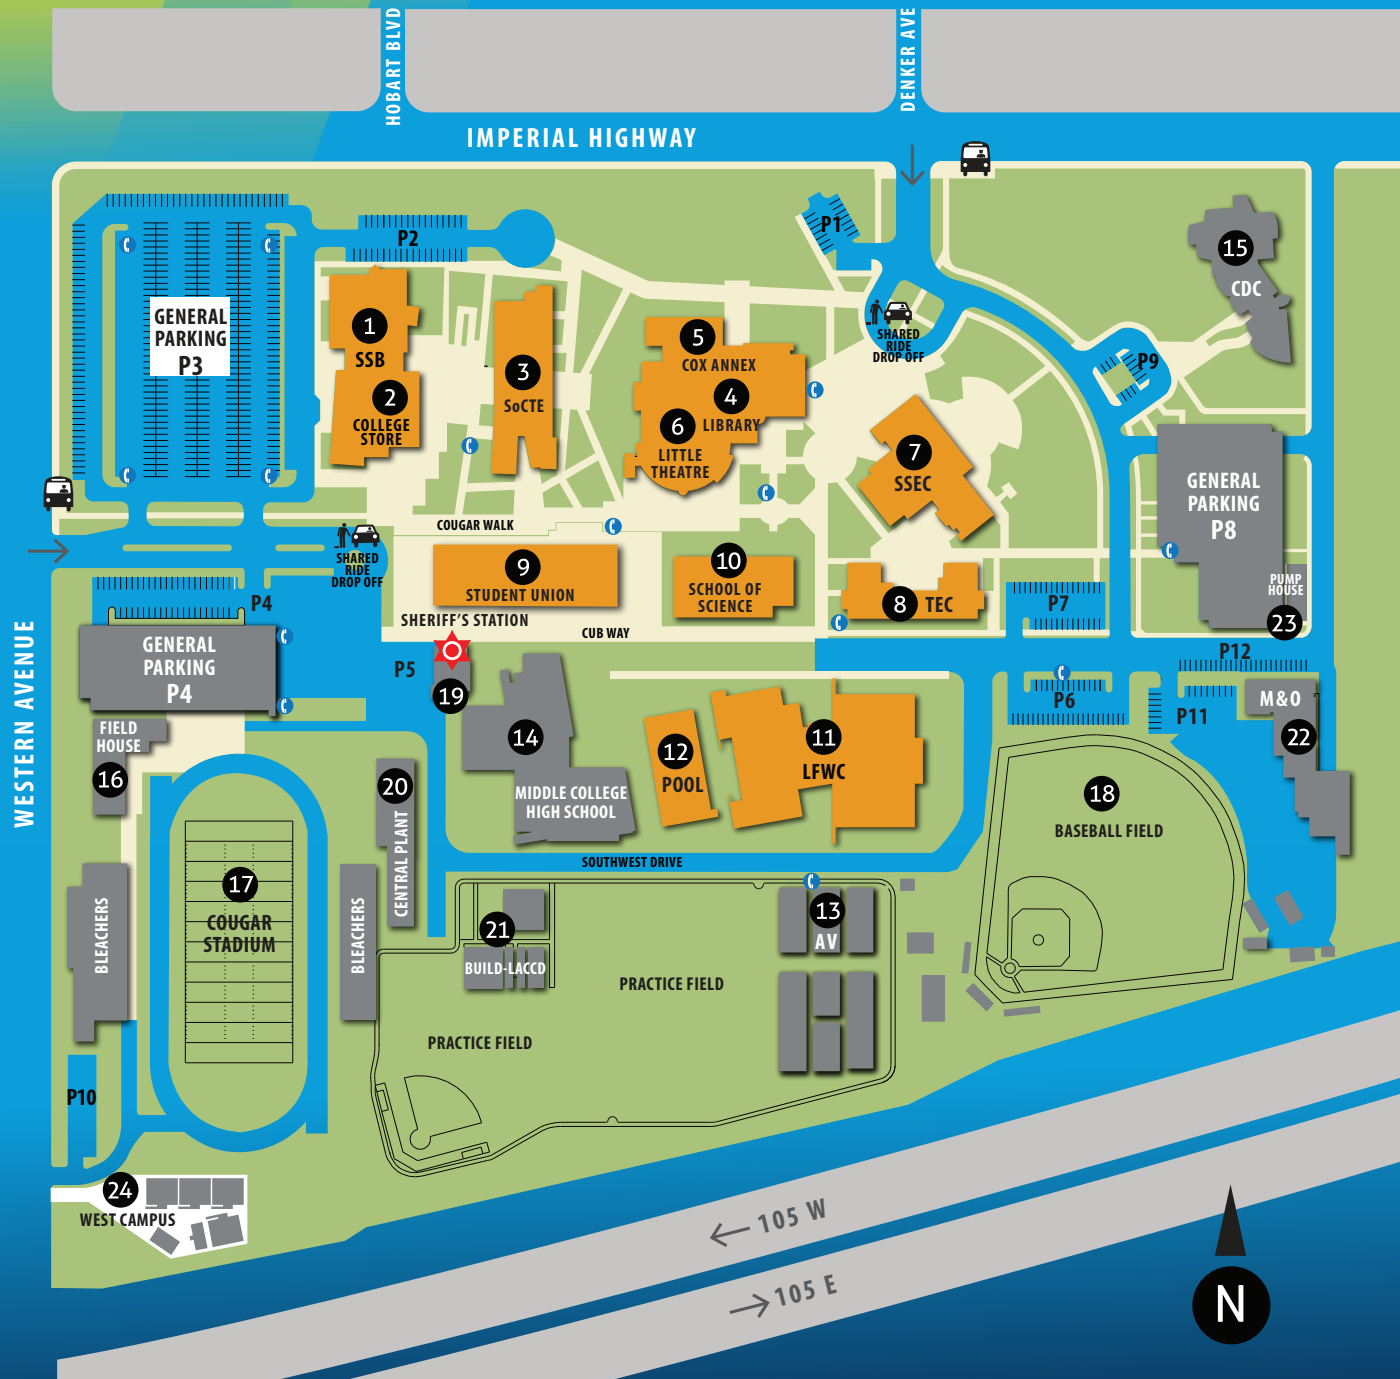 HOBART BLVD
DENKER AVE
IMPERIAL HIGHWAY
P1
P2
15
CDC
GENERAL
PARKING
P3
1
SSB
2
COLLEGE
STORE
3
SoCTE
5
COX ANNEX
4
LIBRARY
6
LITTLE
THEATRE
SHARED
RIDE
DROP OFF
P9
7
SSEC
GENERAL
PARKING
P8
COUGAR WALK
SHARED
RIDE
DROP OFF
9
STUDENT UNION
10
SCHOOL OF
SCIENCE
8
TEC
P7
PUMP
HOUSE
23
P4
SHERIFF'S STATION
CUB WAY
WESTERN AVENUE
GENERAL
PARKING
P4
P5
19
P12
P6
P11
M&O
22
FIELD
HOUSE
16
14
MIDDLE COLLEGE
HIGH SCHOOL
12
POOL
11
LFWC
18
BASEBALL FIELD
20
CENTRAL PLANT
SOUTHWEST DRIVE
17
COUGAR
STADIUM
BLEACHERS
BLEACHERS
21
BUILD-LACCD
13
AV
PRACTICE FIELD
PRACTICE FIELD
P10
24
WEST CAMPUS
105 W
105 E
N